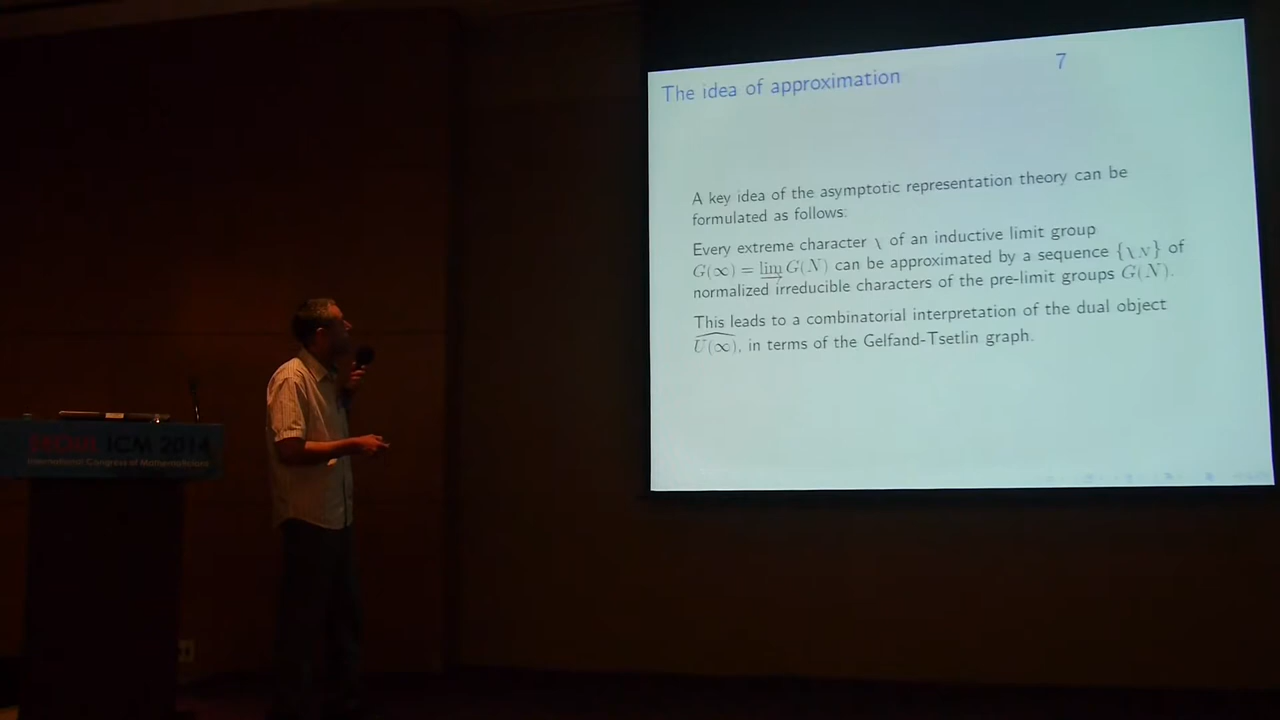 The idea of approximation
7
A key idea of the asymptotic representation theory can be
formulated as follows:
Every extreme character χ of an inductive limit group
G(∞) = lim G(N) can be approximated by a sequence {χN} of
normalized irreducible characters of the pre-limit groups G(N).
This leads to a combinatorial interpretation of the dual object
U(∞), in terms of the Gelfand-Tsetlin graph.
ICM 2014
International Congress of Mathematicians